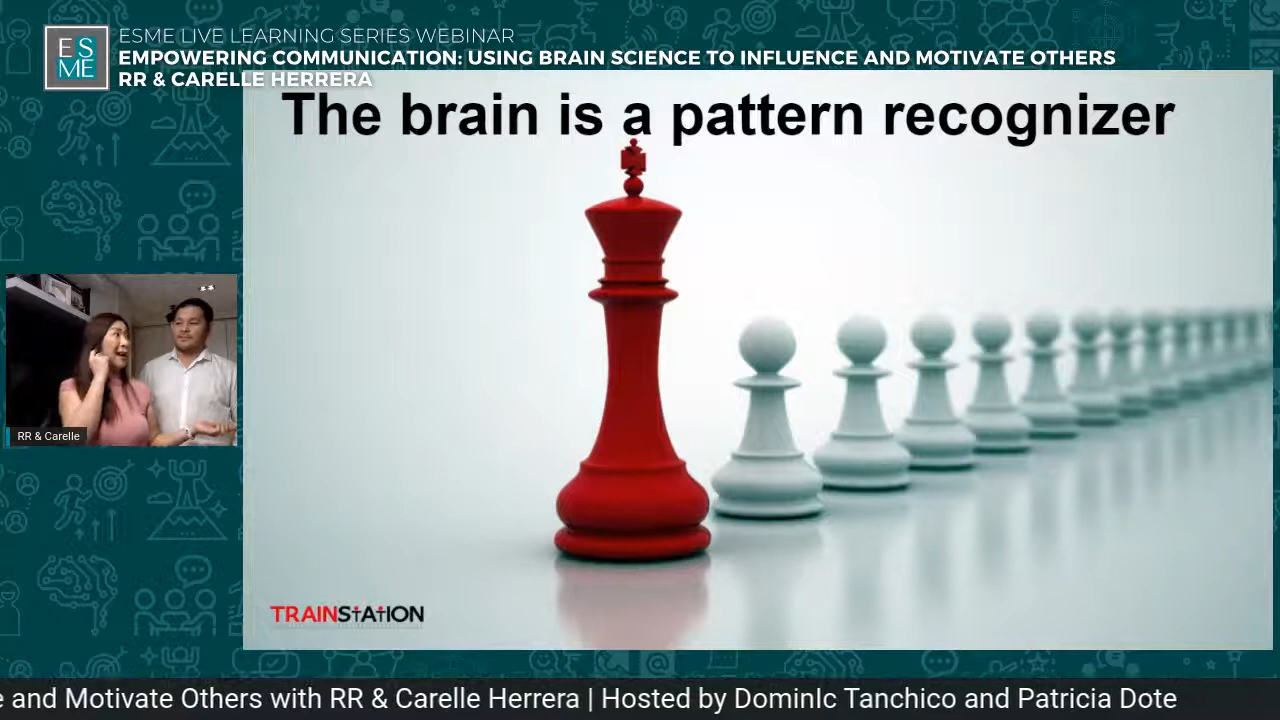 ES
ME
ESME LIVE LEARNING SERIES WEBINAR
EMPOWERING COMMUNICATION: USING BRAIN SCIENCE TO INFLUENCE AND MOTIVATE OTHERS
RR & CARELLE HERRERA
The brain is a pattern recognizer
RR & Carelle
TRAINSTATION
e and Motivate Others with RR & Carelle Herrera | Hosted by DominIc Tanchico and Patricia Dote